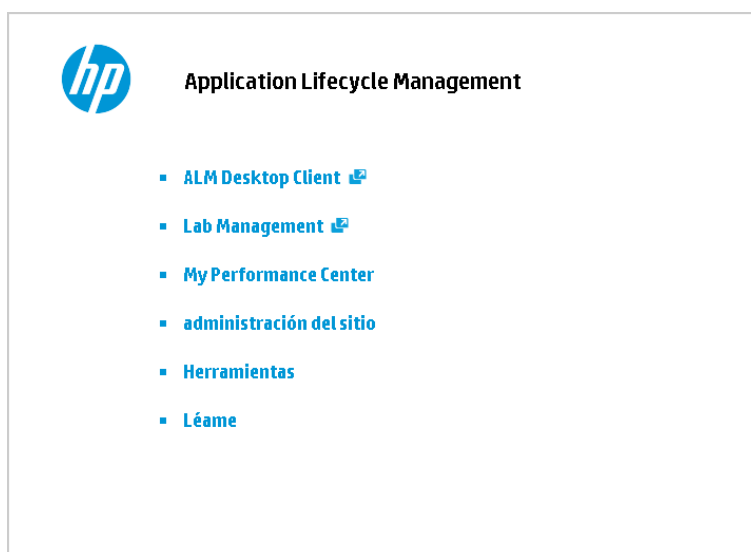 hp
Application Lifecycle Management
ALM Desktop Client
Lab Management
My Performance Center
administración del sitio
Herramientas
Léame